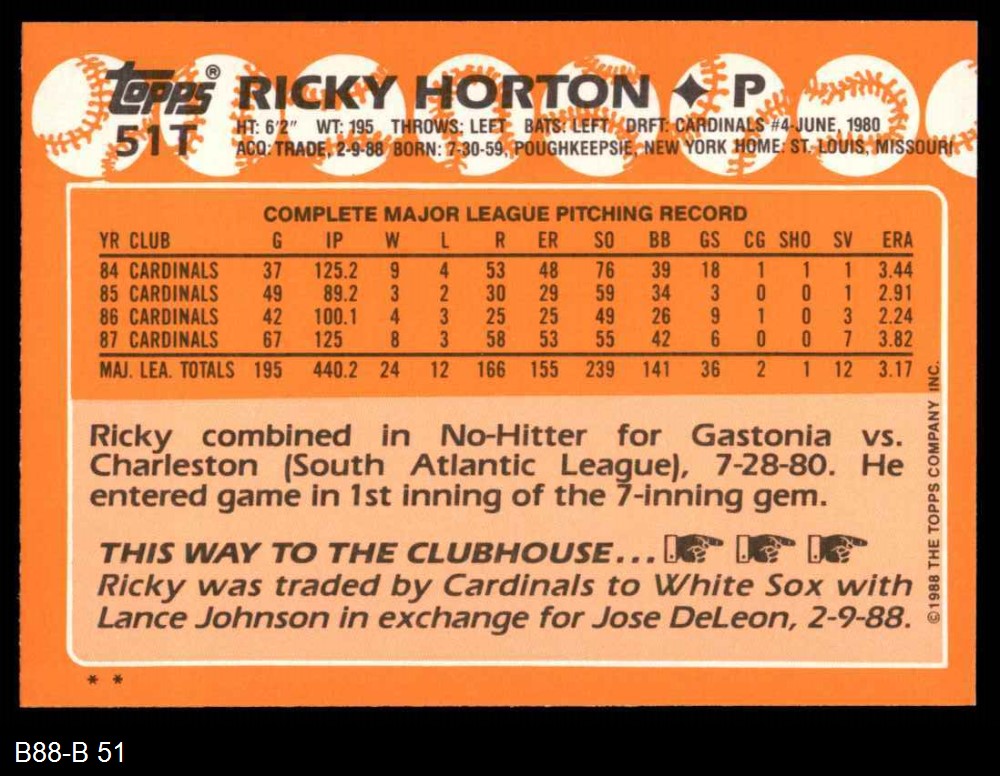 topps® RICKY HORTON ✦ P
51T
HT: 6'2" WT: 195 THROWS: LEFT BATS: LEFT DRFT: CARDINALS #4-JUNE, 1980
ACQ: TRADE, 2-9-88 BORN: 7-30-59, POUGHKEEPSIE, NEW YORK HOME: ST. LOUIS, MISSOURI
COMPLETE MAJOR LEAGUE PITCHING RECORD
YR CLUB G IP W L R ER SO BB GS CG SHO SV ERA
84 CARDINALS 37 125.2 9 4 53 48 76 39 18 1 1 1 3.44
85 CARDINALS 49 89.2 3 2 30 29 59 34 3 0 0 1 2.91
86 CARDINALS 42 100.1 4 3 25 25 49 26 9 1 0 3 2.24
87 CARDINALS 67 125 8 3 58 53 55 42 6 0 0 7 3.82
MAJ. LEA. TOTALS 195 440.2 24 12 166 155 239 141 36 2 1 12 3.17
Ricky combined in No-Hitter for Gastonia vs.
Charleston (South Atlantic League), 7-28-80. He
entered game in 1st inning of the 7-inning gem.
THIS WAY TO THE CLUBHOUSE...
Ricky was traded by Cardinals to White Sox with
Lance Johnson in exchange for Jose DeLeon, 2-9-88.
©1988 THE TOPPS COMPANY INC.
* *
B88-B 51